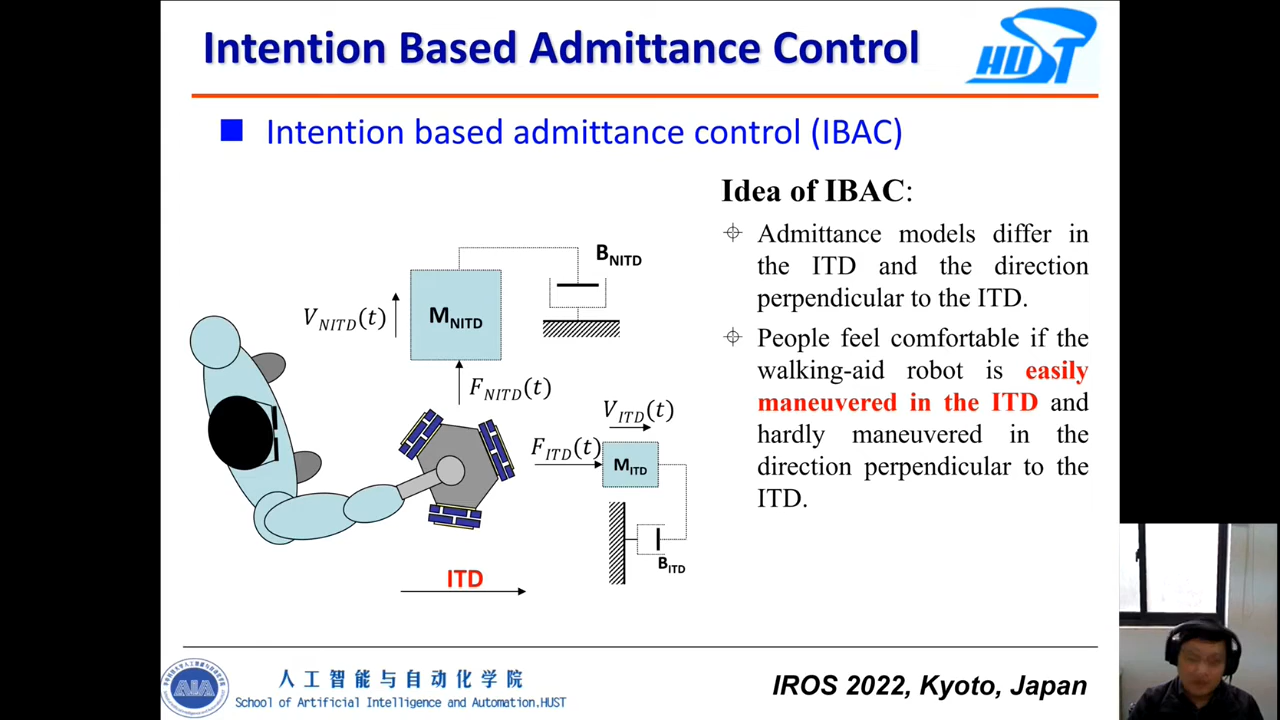 Intention Based Admittance Control
HUST
Intention based admittance control (IBAC)
Idea of IBAC:
Admittance models differ in
the ITD and the direction
perpendicular to the ITD.
People feel comfortable if the
walking-aid robot is easily
maneuvered in the ITD and
hardly maneuvered in the
direction perpendicular to the
ITD.
B_NITD
V_NITD(t)
M_NITD
F_NITD(t)
V_ITD(t)
F_ITD(t)
M_ITD
B_ITD
ITD
AIA
人工智能与自动化学院
School of Artificial Intelligence and Automation.HUST
IROS 2022, Kyoto, Japan